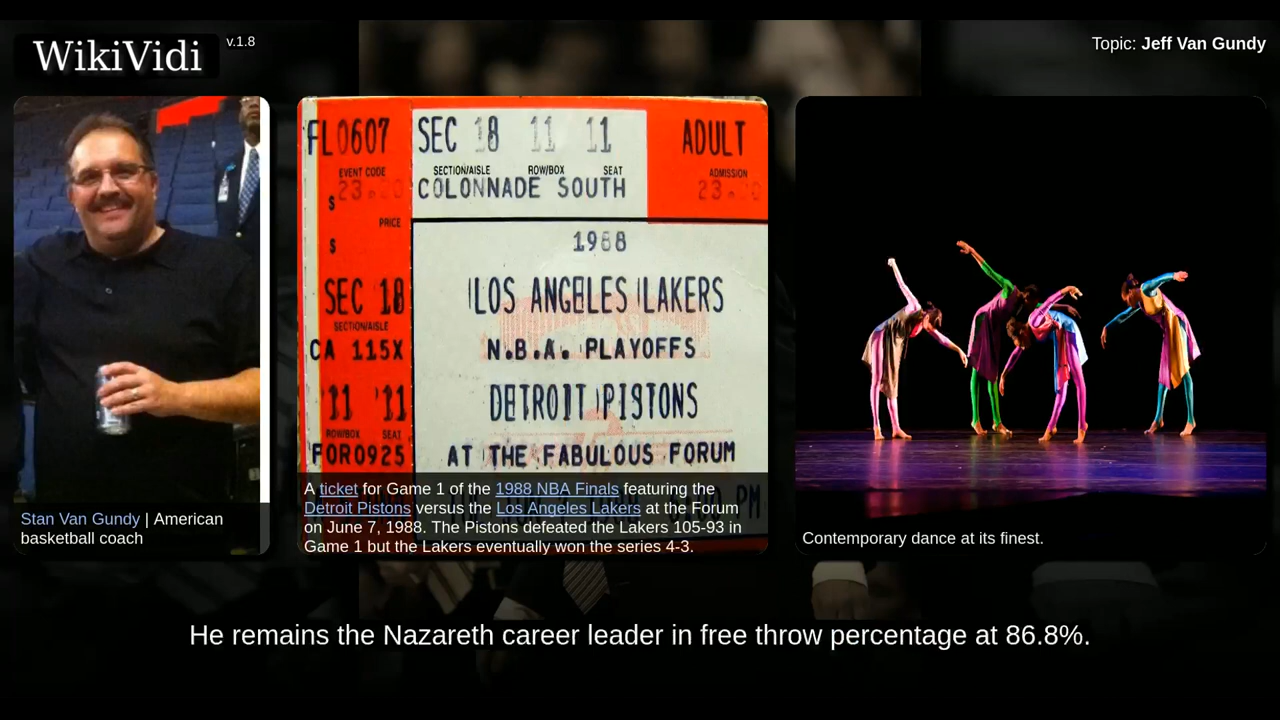 WikiVidi v.1.8
Topic: Jeff Van Gundy
FL0607 SEC 18 11 11 ADULT
EVENT CODE SECTION/AISLE ROW/BOX SEAT ADMISSION
$ 23.00 COLONNADE SOUTH
PRICE
$ 1988
SEC 18 LOS ANGELES LAKERS
SECTION/AISLE
CA 115X N.B.A. PLAYOFFS
11 11 DETROIT PISTONS
ROW/BOX SEAT
FOR0925 AT THE FABULOUS FORUM
PM
Stan Van Gundy | American
basketball coach
A ticket for Game 1 of the 1988 NBA Finals featuring the
Detroit Pistons versus the Los Angeles Lakers at the Forum
on June 7, 1988. The Pistons defeated the Lakers 105-93 in
Game 1 but the Lakers eventually won the series 4-3.
Contemporary dance at its finest.
He remains the Nazareth career leader in free throw percentage at 86.8%.